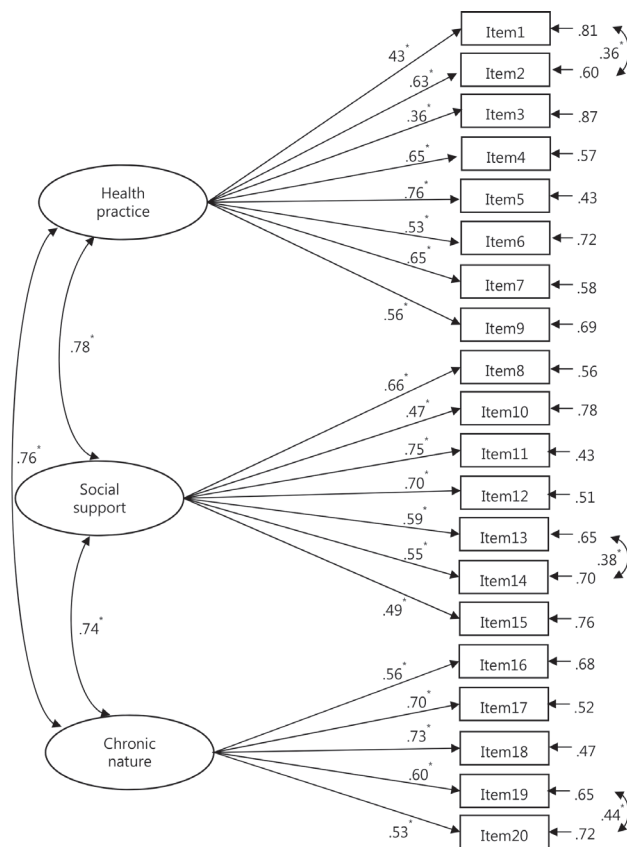 43* Item1 .81
.36*
.63* Item2 .60
.36* Item3 .87
.65* Item4 .57
Health
practice
.76* Item5 .43
.53* Item6 .72
.65* Item7 .58
.56* Item9 .69
.78*
.66* Item8 .56
.47* Item10 .78
.75* Item11 .43
.76*
Social
support
.70* Item12 .51
.59* Item13 .65
.38*
.55* Item14 .70
.49* Item15 .76
.74*
.56* Item16 .68
.70* Item17 .52
Chronic
nature
.73* Item18 .47
.60* Item19 .65
.44*
.53* Item20 .72